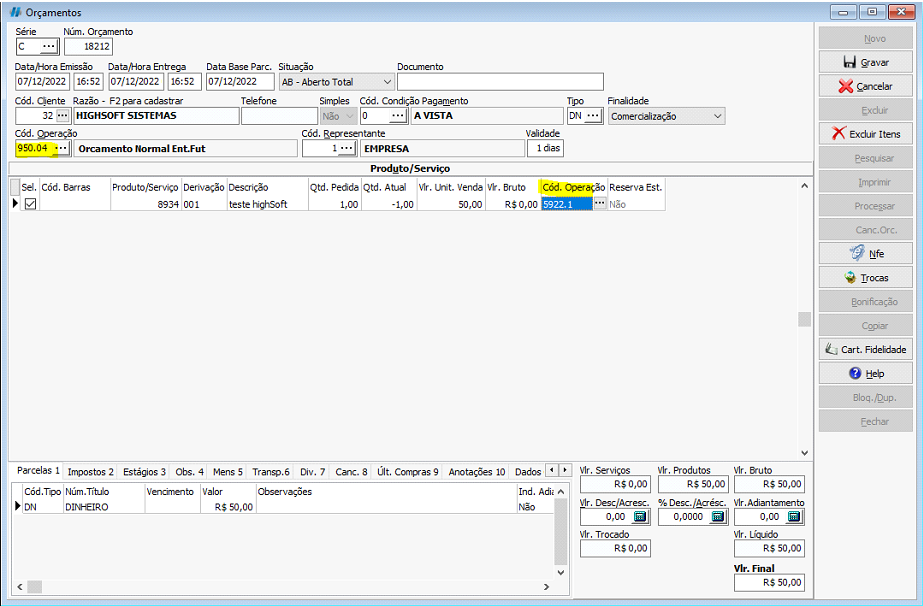 Orçamentos
Série Núm. Orçamento
C ... 18212
Data/Hora Emissão Data/Hora Entrega Data Base Parc. Situação Documento
07/12/2022 16:52 07/12/2022 16:52 07/12/2022 AB - Aberto Total
Cód. Cliente Razão - F2 para cadastrar Telefone Simples Cód. Condição Pagamento Tipo Finalidade
32 ... HIGHSOFT SISTEMAS Não 0 ... A VISTA DN ... Comercialização
Cód. Operação Cód. Representante Validade
950.04 ... Orcamento Normal Ent.Fut 1 ... EMPRESA 1 dias
Produto/Serviço
Sel. Cód. Barras Produto/Serviço Derivação Descrição Qtd. Pedida Qtd. Atual Vlr. Unit. Venda Vlr. Bruto Cód. Operação Reserva Est.
8934 001 teste highSoft 1,00 -1,00 50,00 R$ 0,00 5922.1 ... Não
Novo
Gravar
Cancelar
Excluir
Excluir Itens
Pesquisar
Imprimir
Processar
Canc.Orc.
Nfe
Trocas
Bonificação
Copiar
Cart. Fidelidade
Help
Bloq./Dup.
Fechar
Parcelas 1 Impostos 2 Estágios 3 Obs. 4 Mens 5 Transp.6 Div. 7 Canc. 8 Últ. Compras 9 Anotações 10 Dados
Cód.Tipo Núm.Título Vencimento Valor Observações Ind. Adia
DN DINHEIRO R$ 50,00 Não
Vlr. Serviços Vlr. Produtos Vlr. Bruto
R$ 0,00 R$ 50,00 R$ 50,00
Vlr. Desc/Acresc. % Desc./Acrésc. Vlr.Adiantamento
0,00 0,0000 0,00
Vlr. Trocado Vlr. Líquido
R$ 0,00 R$ 50,00
Vlr. Final
R$ 50,00